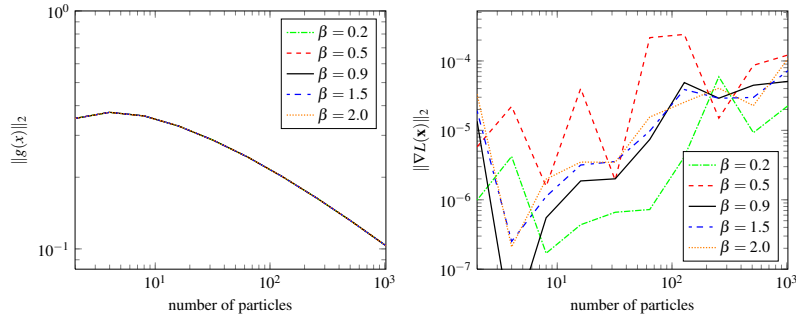 10^0
10^{-1}
||g(x)||_2
β = 0.2
β = 0.5
β = 0.9
β = 1.5
β = 2.0
10^1
10^2
10^3
number of particles
10^{-4}
10^{-5}
10^{-6}
10^{-7}
||∇L(x)||_2
β = 0.2
β = 0.5
β = 0.9
β = 1.5
β = 2.0
10^1
10^2
10^3
number of particles